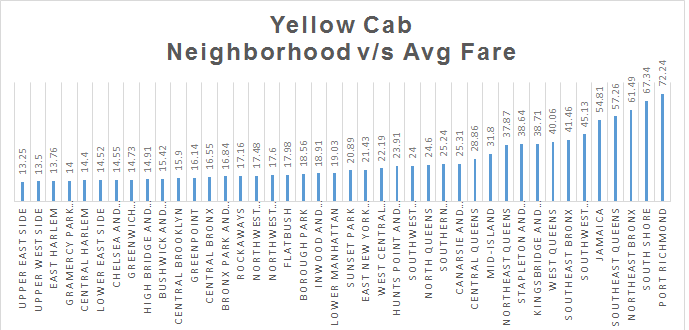 Yellow Cab
Neighborhood v/s Avg Fare
13.25
13.5
13.76
14
14.4
14.52
14.55
14.73
14.91
15.42
15.9
16.14
16.55
16.84
17.16
17.48
17.6
17.98
18.56
18.91
19.03
20.89
21.43
22.19
23.91
24
24.6
25.24
25.31
28.86
31.8
37.87
38.64
38.71
40.06
41.46
45.13
54.81
57.26
61.49
67.34
72.24
UPPER EAST SIDE
UPPER WEST SIDE
EAST HARLEM
GRAMERCY PARK…
CENTRAL HARLEM
LOWER EAST SIDE
CHELSEA AND…
GREENWICH…
HIGH BRIDGE AND…
BUSHWICK AND…
CENTRAL BROOKLYN
GREENPOINT
CENTRAL BRONX
BRONX PARK AND…
ROCKAWAYS
NORTHWEST…
NORTHWEST…
FLATBUSH
BOROUGH PARK
INWOOD AND…
LOWER MANHATTAN
SUNSET PARK
EAST NEW YORK…
WEST CENTRAL…
HUNTS POINT AND…
SOUTHWEST…
NORTH QUEENS
SOUTHERN…
CANARSIE AND…
CENTRAL QUEENS
MID-ISLAND
NORTHEAST QUEENS
STAPLETON AND…
KINGSBRIDGE AND…
WEST QUEENS
SOUTHEAST BRONX
SOUTHWEST…
JAMAICA
SOUTHEAST QUEENS
NORTHEAST BRONX
SOUTH SHORE
PORT RICHMOND